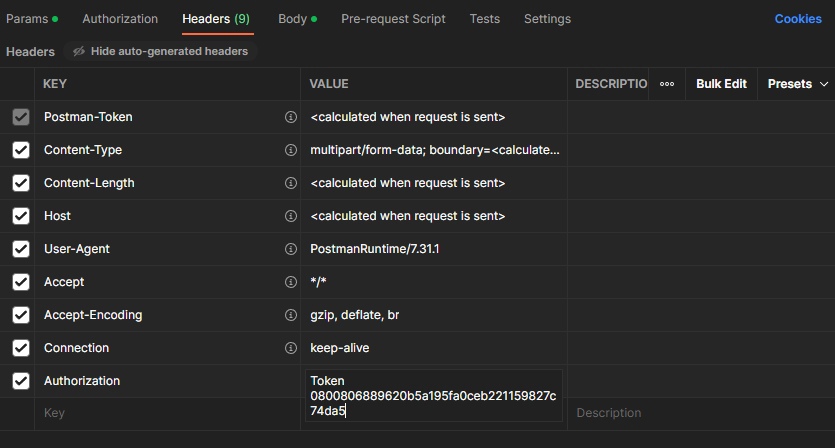 Params Authorization Headers (9) Body Pre-request Script Tests Settings Cookies
Headers Hide auto-generated headers
KEY VALUE DESCRIPTIO ooo Bulk Edit Presets
Postman-Token <calculated when request is sent>
Content-Type multipart/form-data; boundary=<calculate...
Content-Length <calculated when request is sent>
Host <calculated when request is sent>
User-Agent PostmanRuntime/7.31.1
Accept */*
Accept-Encoding gzip, deflate, br
Connection keep-alive
Authorization Token
0800806889620b5a195fa0ceb221159827c
74da5
Key Description